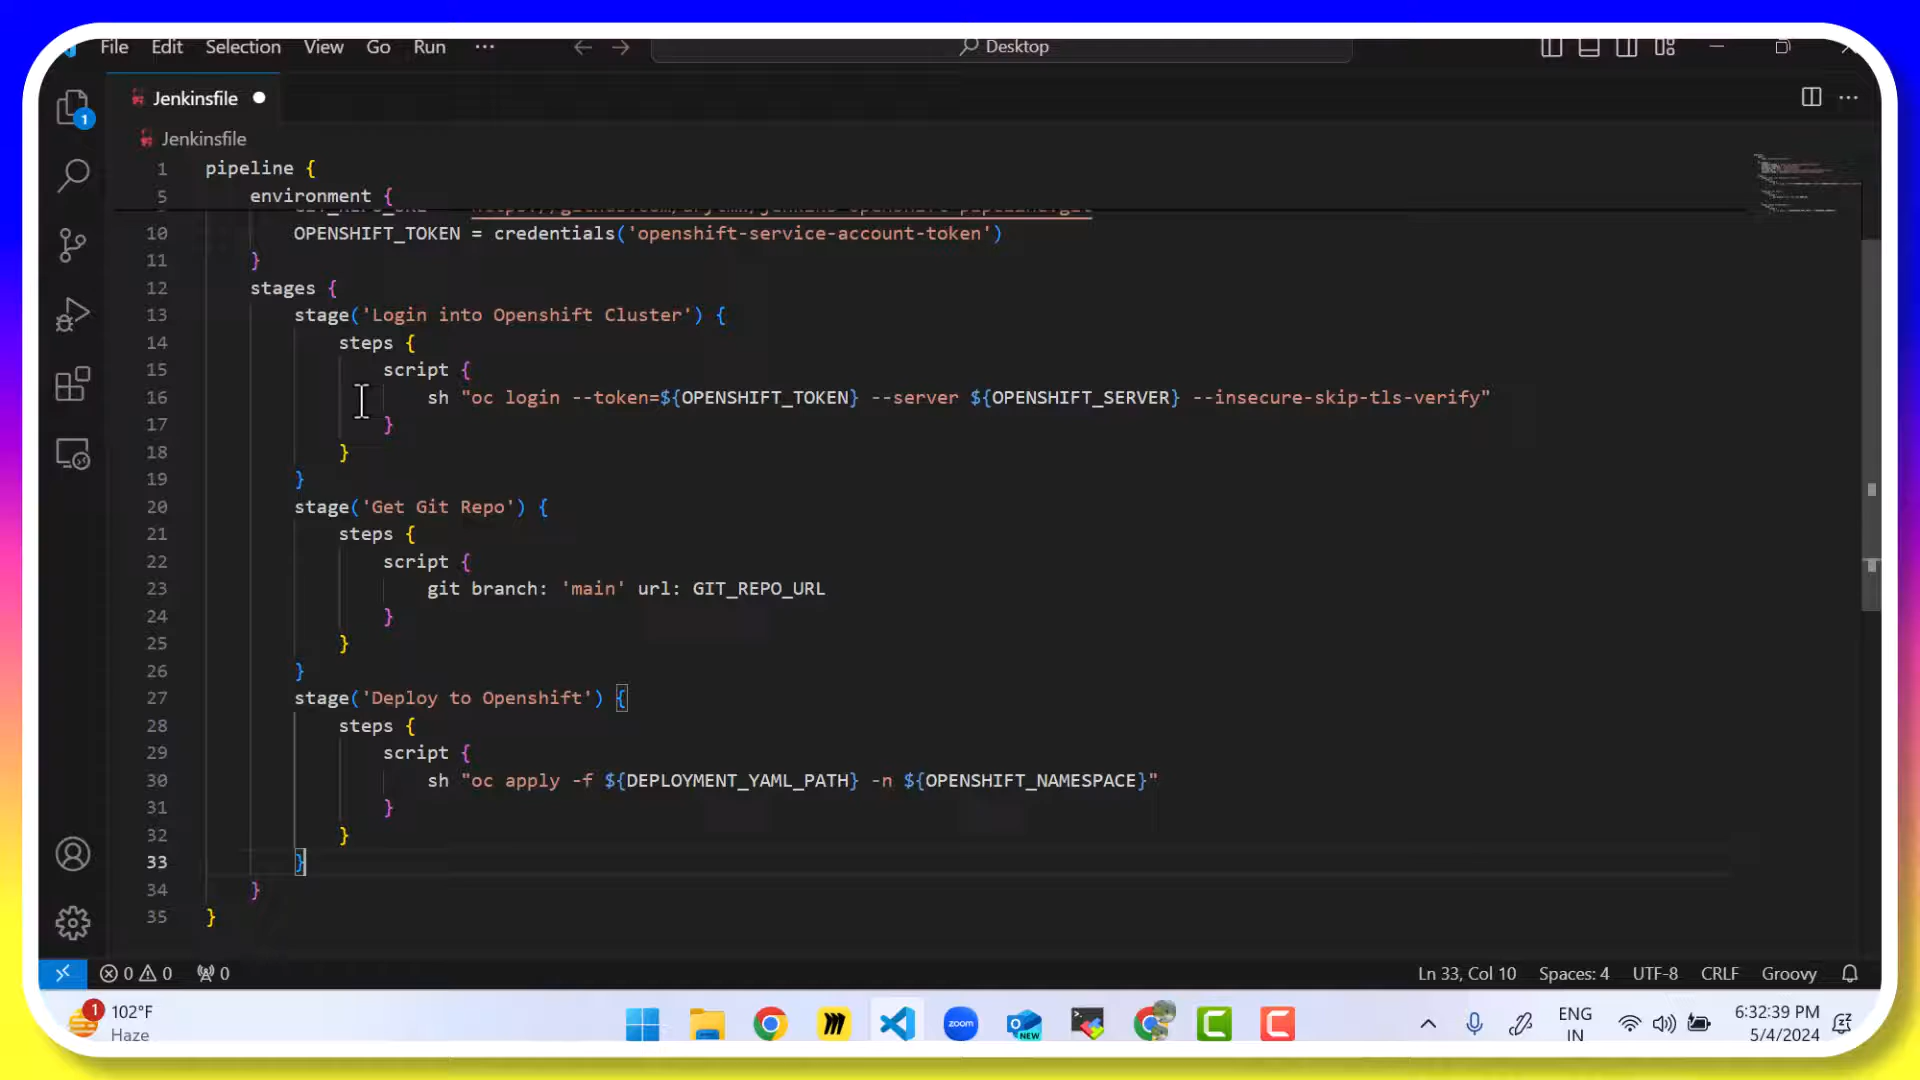 File Edit Selection View Go Run ··· Desktop
Jenkinsfile
Jenkinsfile
1 pipeline {
5 environment {
10 OPENSHIFT_TOKEN = credentials('openshift-service-account-token')
11 }
12 stages {
13 stage('Login into Openshift Cluster') {
14 steps {
15 script {
16 sh "oc login --token=${OPENSHIFT_TOKEN} --server ${OPENSHIFT_SERVER} --insecure-skip-tls-verify"
17 }
18 }
19 }
20 stage('Get Git Repo') {
21 steps {
22 script {
23 git branch: 'main' url: GIT_REPO_URL
24 }
25 }
26 }
27 stage('Deploy to Openshift') {
28 steps {
29 script {
30 sh "oc apply -f ${DEPLOYMENT_YAML_PATH} -n ${OPENSHIFT_NAMESPACE}"
31 }
32 }
33 }
34 }
35 }
1
0 0 0 Ln 33, Col 10 Spaces: 4 UTF-8 CRLF Groovy
1 102°F
Haze
zoom
NEW
ENG
IN
6:32:39 PM
5/4/2024